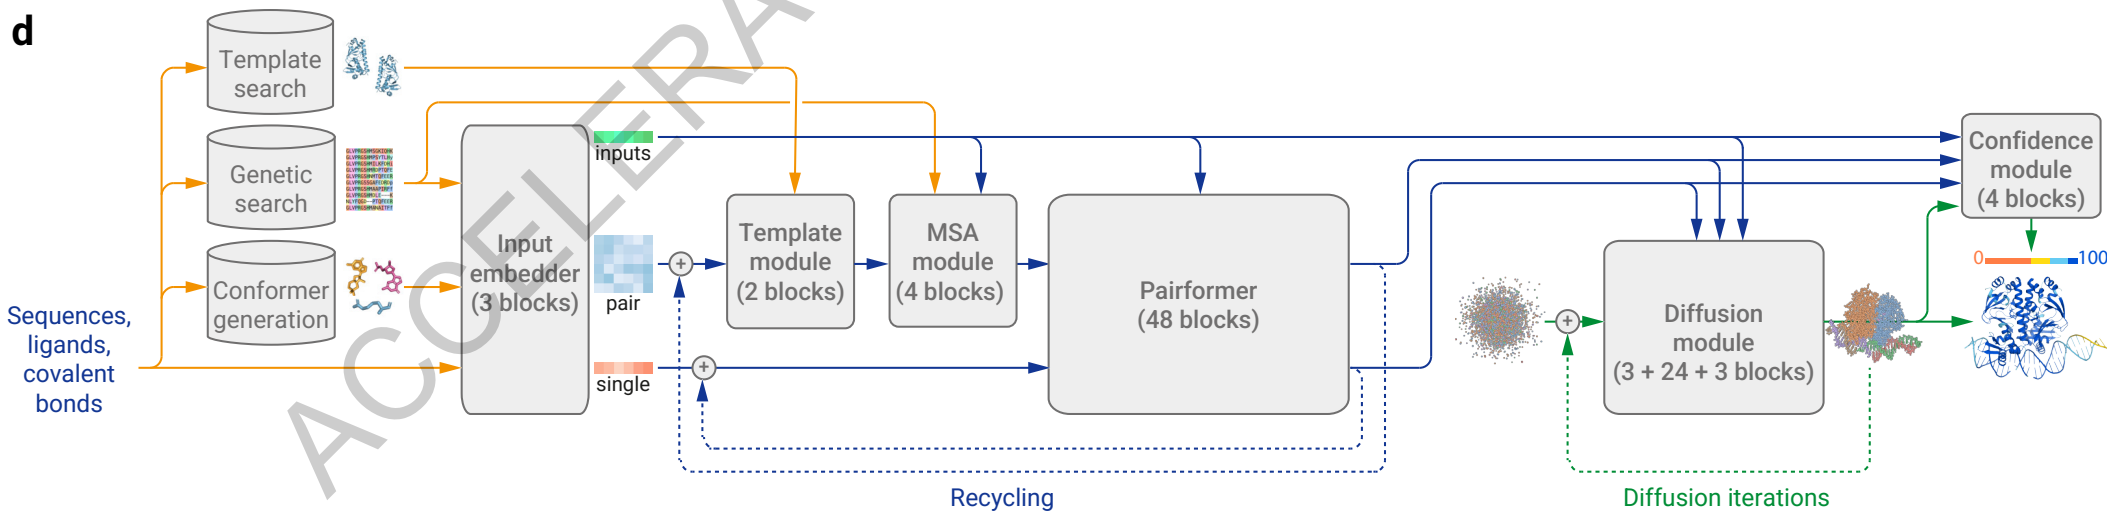 d
Template
search
Genetic
search
Conformer
generation
Sequences,
ligands,
covalent
bonds
Input
embedder
(3 blocks)
inputs
pair
single
+
+
Template
module
(2 blocks)
MSA
module
(4 blocks)
Pairformer
(48 blocks)
Recycling
+
Diffusion
module
(3 + 24 + 3 blocks)
Diffusion iterations
Confidence
module
(4 blocks)
0
100
ACCELERA